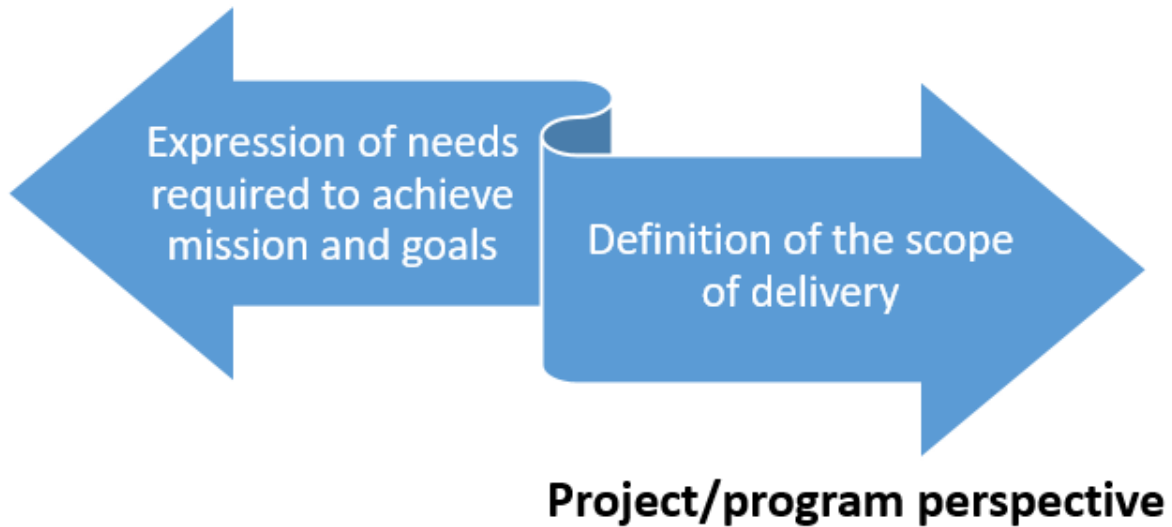 Expression of needs
required to achieve
mission and goals
Definition of the scope
of delivery
Project/program perspective